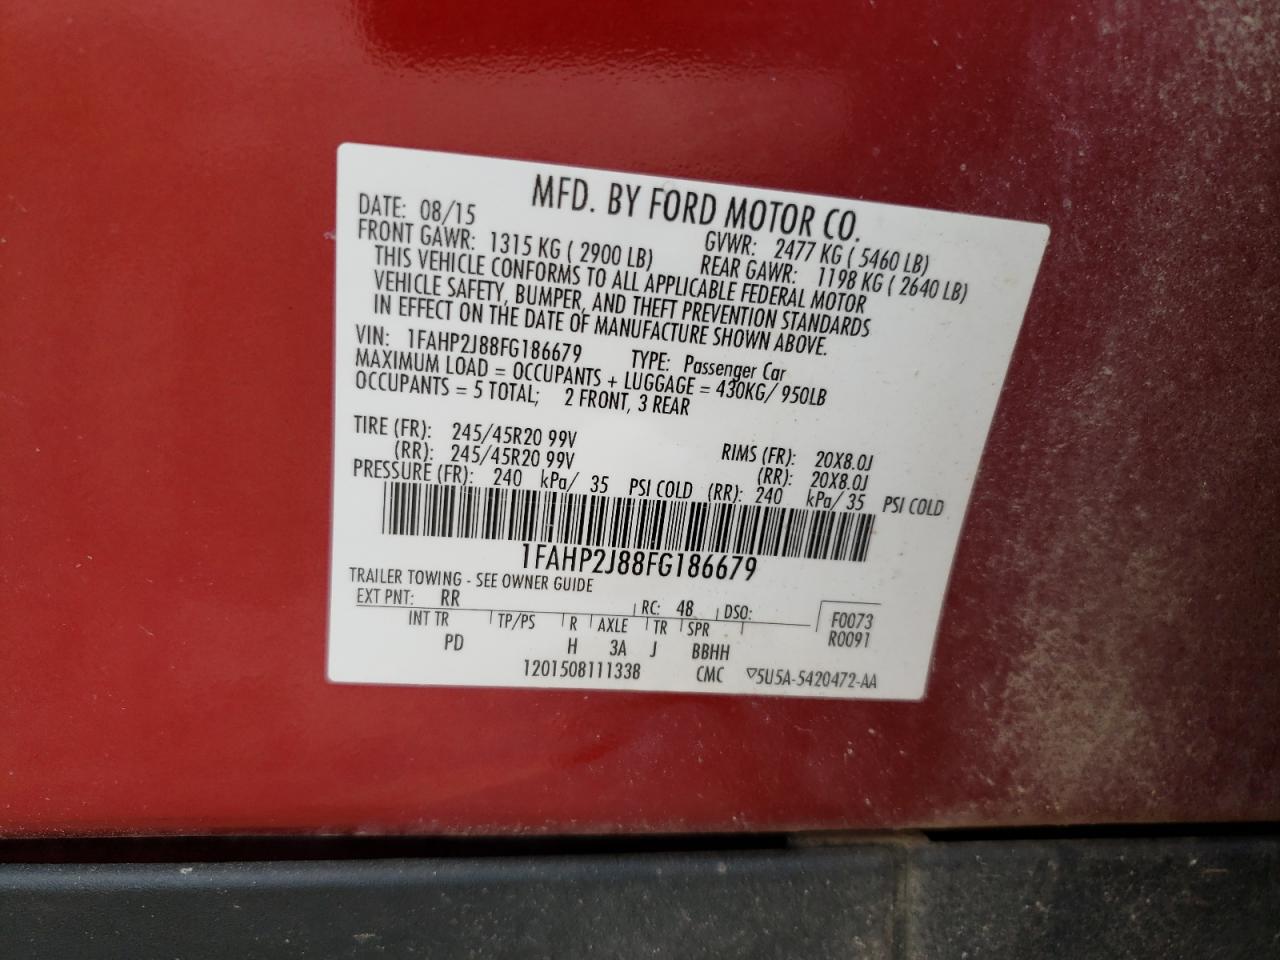 MFD. BY FORD MOTOR CO.
DATE: 08/15 GVWR: 2477 KG ( 5460 LB)
FRONT GAWR: 1315 KG ( 2900 LB) REAR GAWR: 1198 KG ( 2640 LB)
THIS VEHICLE CONFORMS TO ALL APPLICABLE FEDERAL MOTOR
VEHICLE SAFETY, BUMPER, AND THEFT PREVENTION STANDARDS
IN EFFECT ON THE DATE OF MANUFACTURE SHOWN ABOVE.
VIN: 1FAHP2J88FG186679 TYPE: Passenger Car
MAXIMUM LOAD = OCCUPANTS + LUGGAGE = 430KG/ 950LB
OCCUPANTS = 5 TOTAL; 2 FRONT, 3 REAR
TIRE (FR): 245/45R20 99V RIMS (FR): 20X8.0J
(RR): 245/45R20 99V (RR): 20X8.0J
PRESSURE (FR): 240 kPa/ 35 PSI COLD (RR): 240 kPa/ 35 PSI COLD
1FAHP2J88FG186679
TRAILER TOWING - SEE OWNER GUIDE
EXT PNT: RR RC: 48 DSO: F0073
INT TR TP/PS R AXLE TR SPR R0091
PD H 3A J BBHH
1201508111338 CMC ▽5U5A-5420472-AA